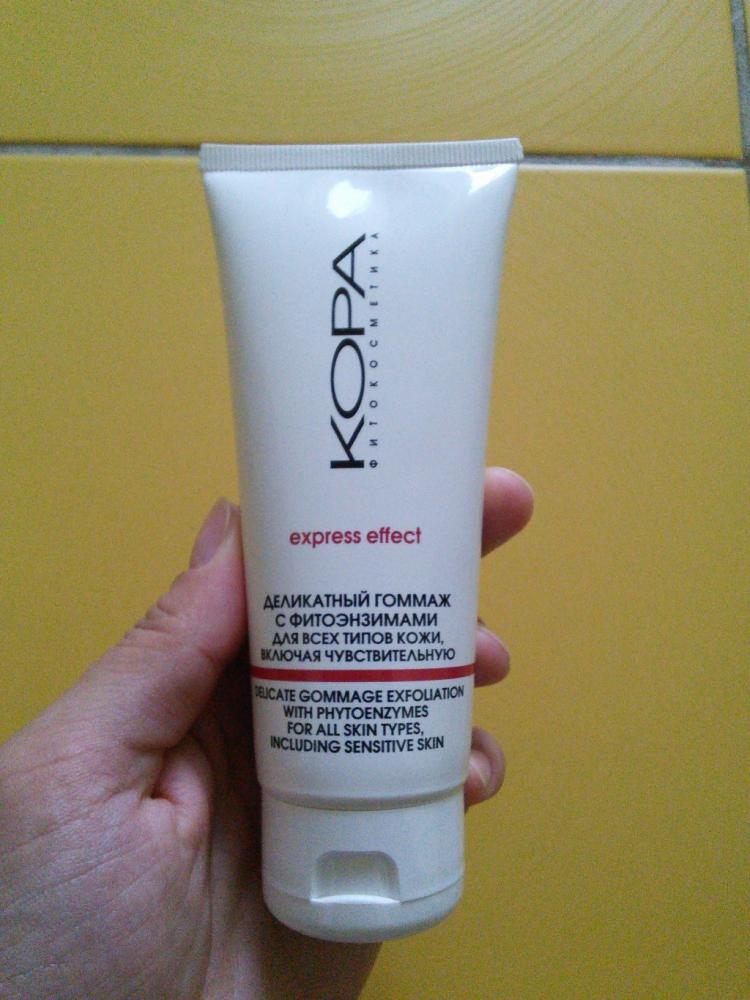 КОРА
ФИТОКОСМЕТИКА
express effect
ДЕЛИКАТНЫЙ ГОММАЖ
С ФИТОЭНЗИМАМИ
ДЛЯ ВСЕХ ТИПОВ КОЖИ,
ВКЛЮЧАЯ ЧУВСТВИТЕЛЬНУЮ
DELICATE GOMMAGE EXFOLIATION
WITH PHYTOENZYMES
FOR ALL SKIN TYPES,
INCLUDING SENSITIVE SKIN